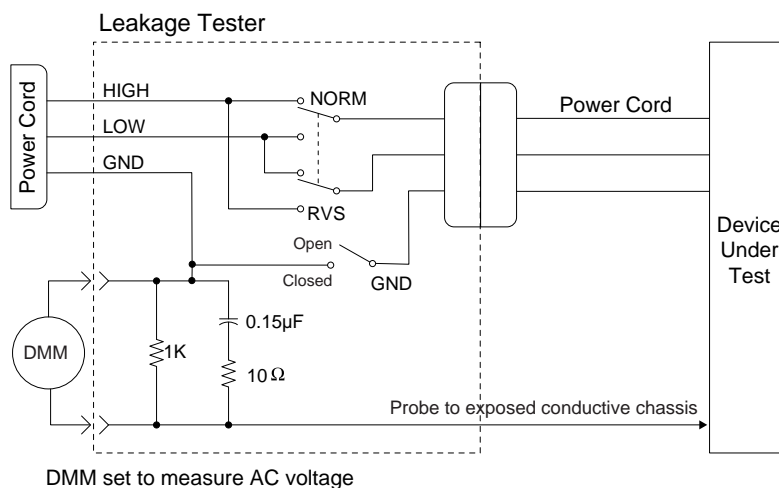 Leakage Tester
Power Cord
HIGH
LOW
GND
NORM
RVS
Open
Closed
GND
Power Cord
Device
Under
Test
DMM
1K
0.15µF
10Ω
Probe to exposed conductive chassis
DMM set to measure AC voltage